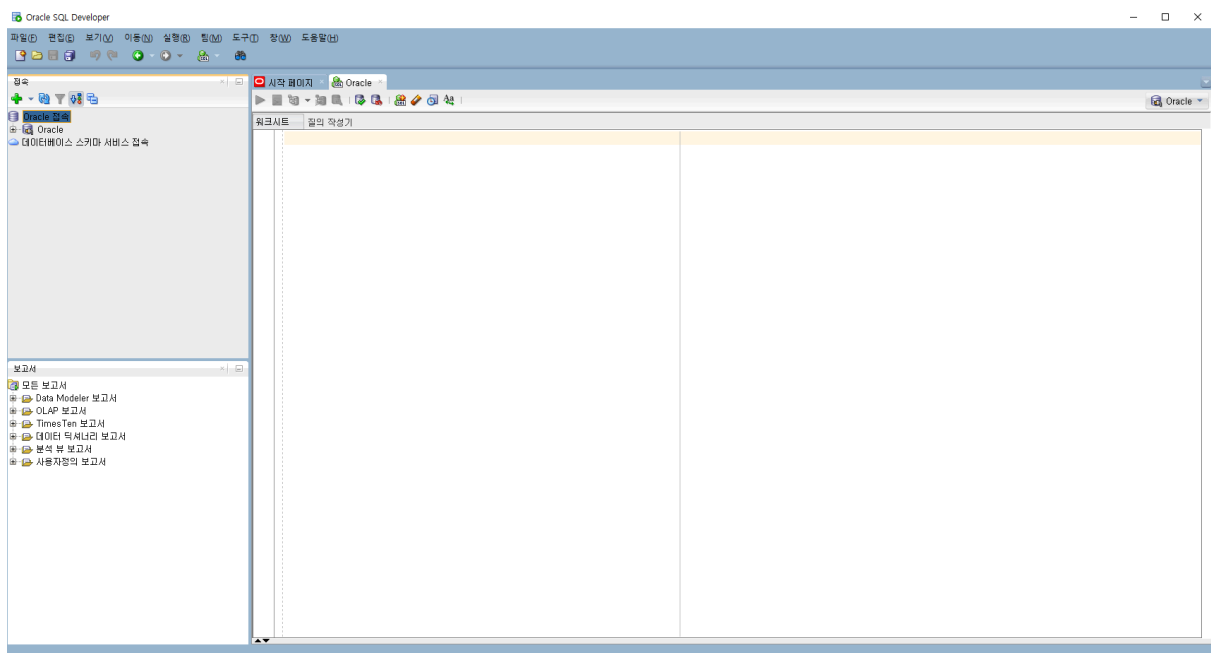 Oracle SQL Developer
파일(F) 편집(E) 보기(V) 이동(N) 실행(R) 팀(M) 도구(T) 창(W) 도움말(H)
접속
시작 페이지 Oracle
Oracle
Oracle 접속
워크시트 질의 작성기
Oracle
데이터베이스 스키마 서비스 접속
보고서
모든 보고서
Data Modeler 보고서
OLAP 보고서
TimesTen 보고서
데이터 딕셔너리 보고서
분석 뷰 보고서
사용자정의 보고서